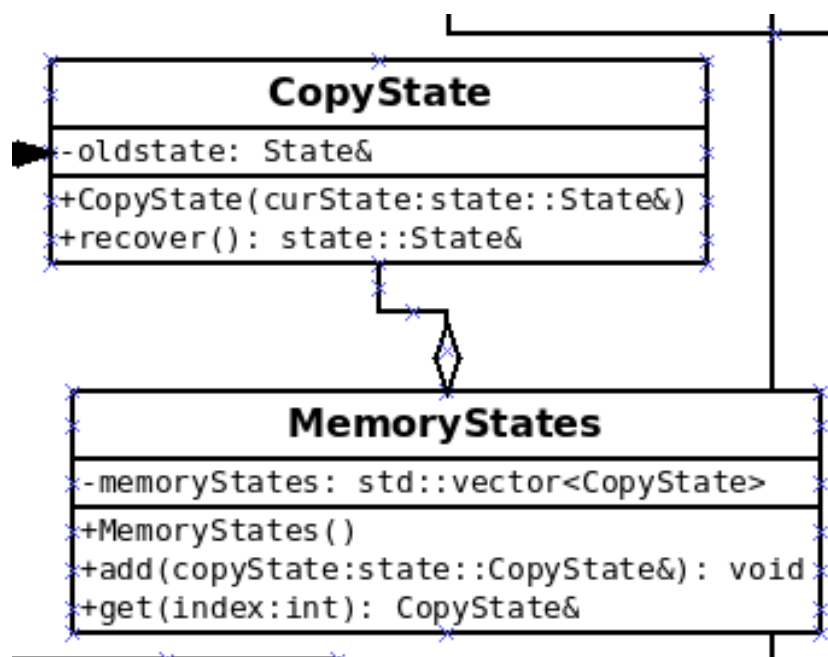 CopyState
-oldstate: State&
+CopyState(curState:state::State&)
+recover(): state::State&
MemoryStates
-memoryStates: std::vector<CopyState>
+MemoryStates()
+add(copyState:state::CopyState&): void
+get(index:int): CopyState&